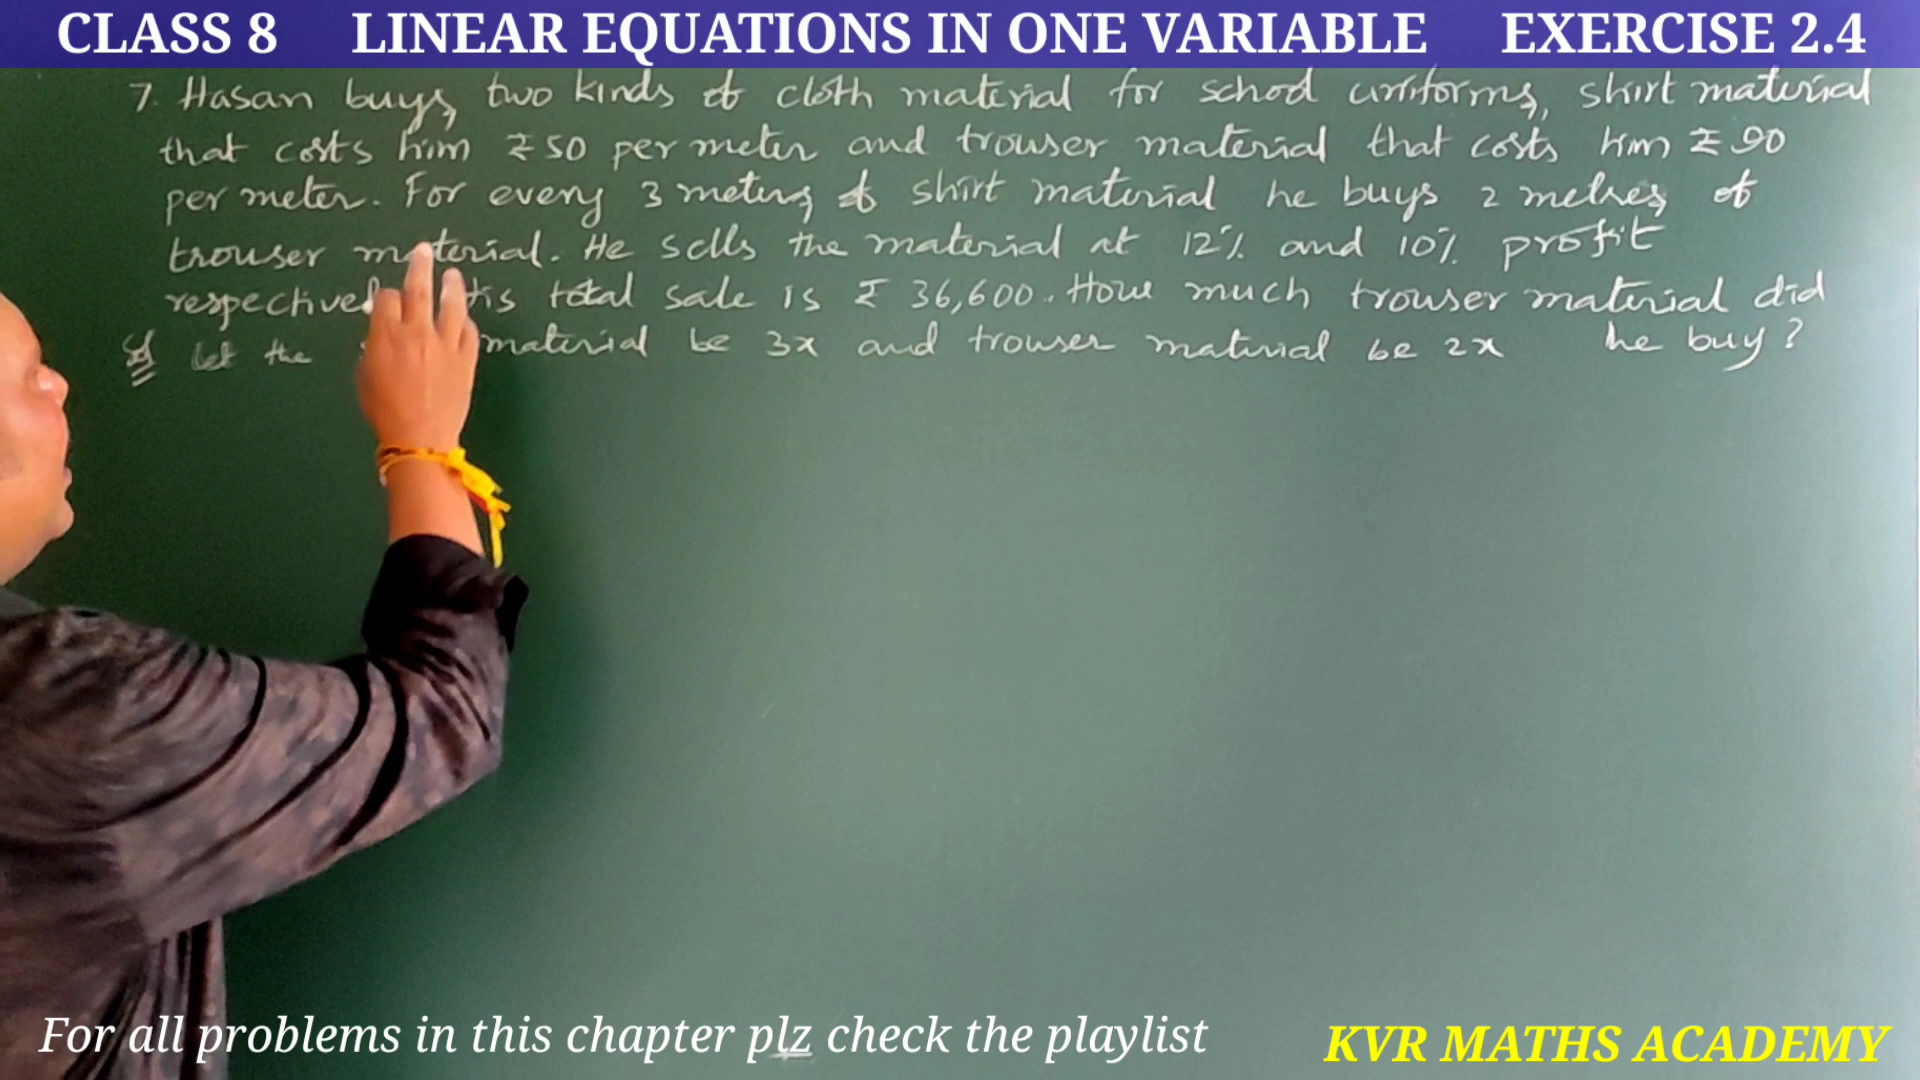 CLASS 8 LINEAR EQUATIONS IN ONE VARIABLE EXERCISE 2.4
7. Hasan buys two kinds of cloth material for school uniforms, shirt material
that costs him ₹ 50 per meter and trouser material that costs him ₹ 90
per meter. For every 3 meters of shirt material he buys 2 metres of
trouser material. He sells the material at 12% and 10% profit
total sale is ₹ 36,600. How much trouser material did
he buy?
Sol let the material be 3x and trouser material be 2x
For all problems in this chapter plz check the playlist
KVR MATHS ACADEMY